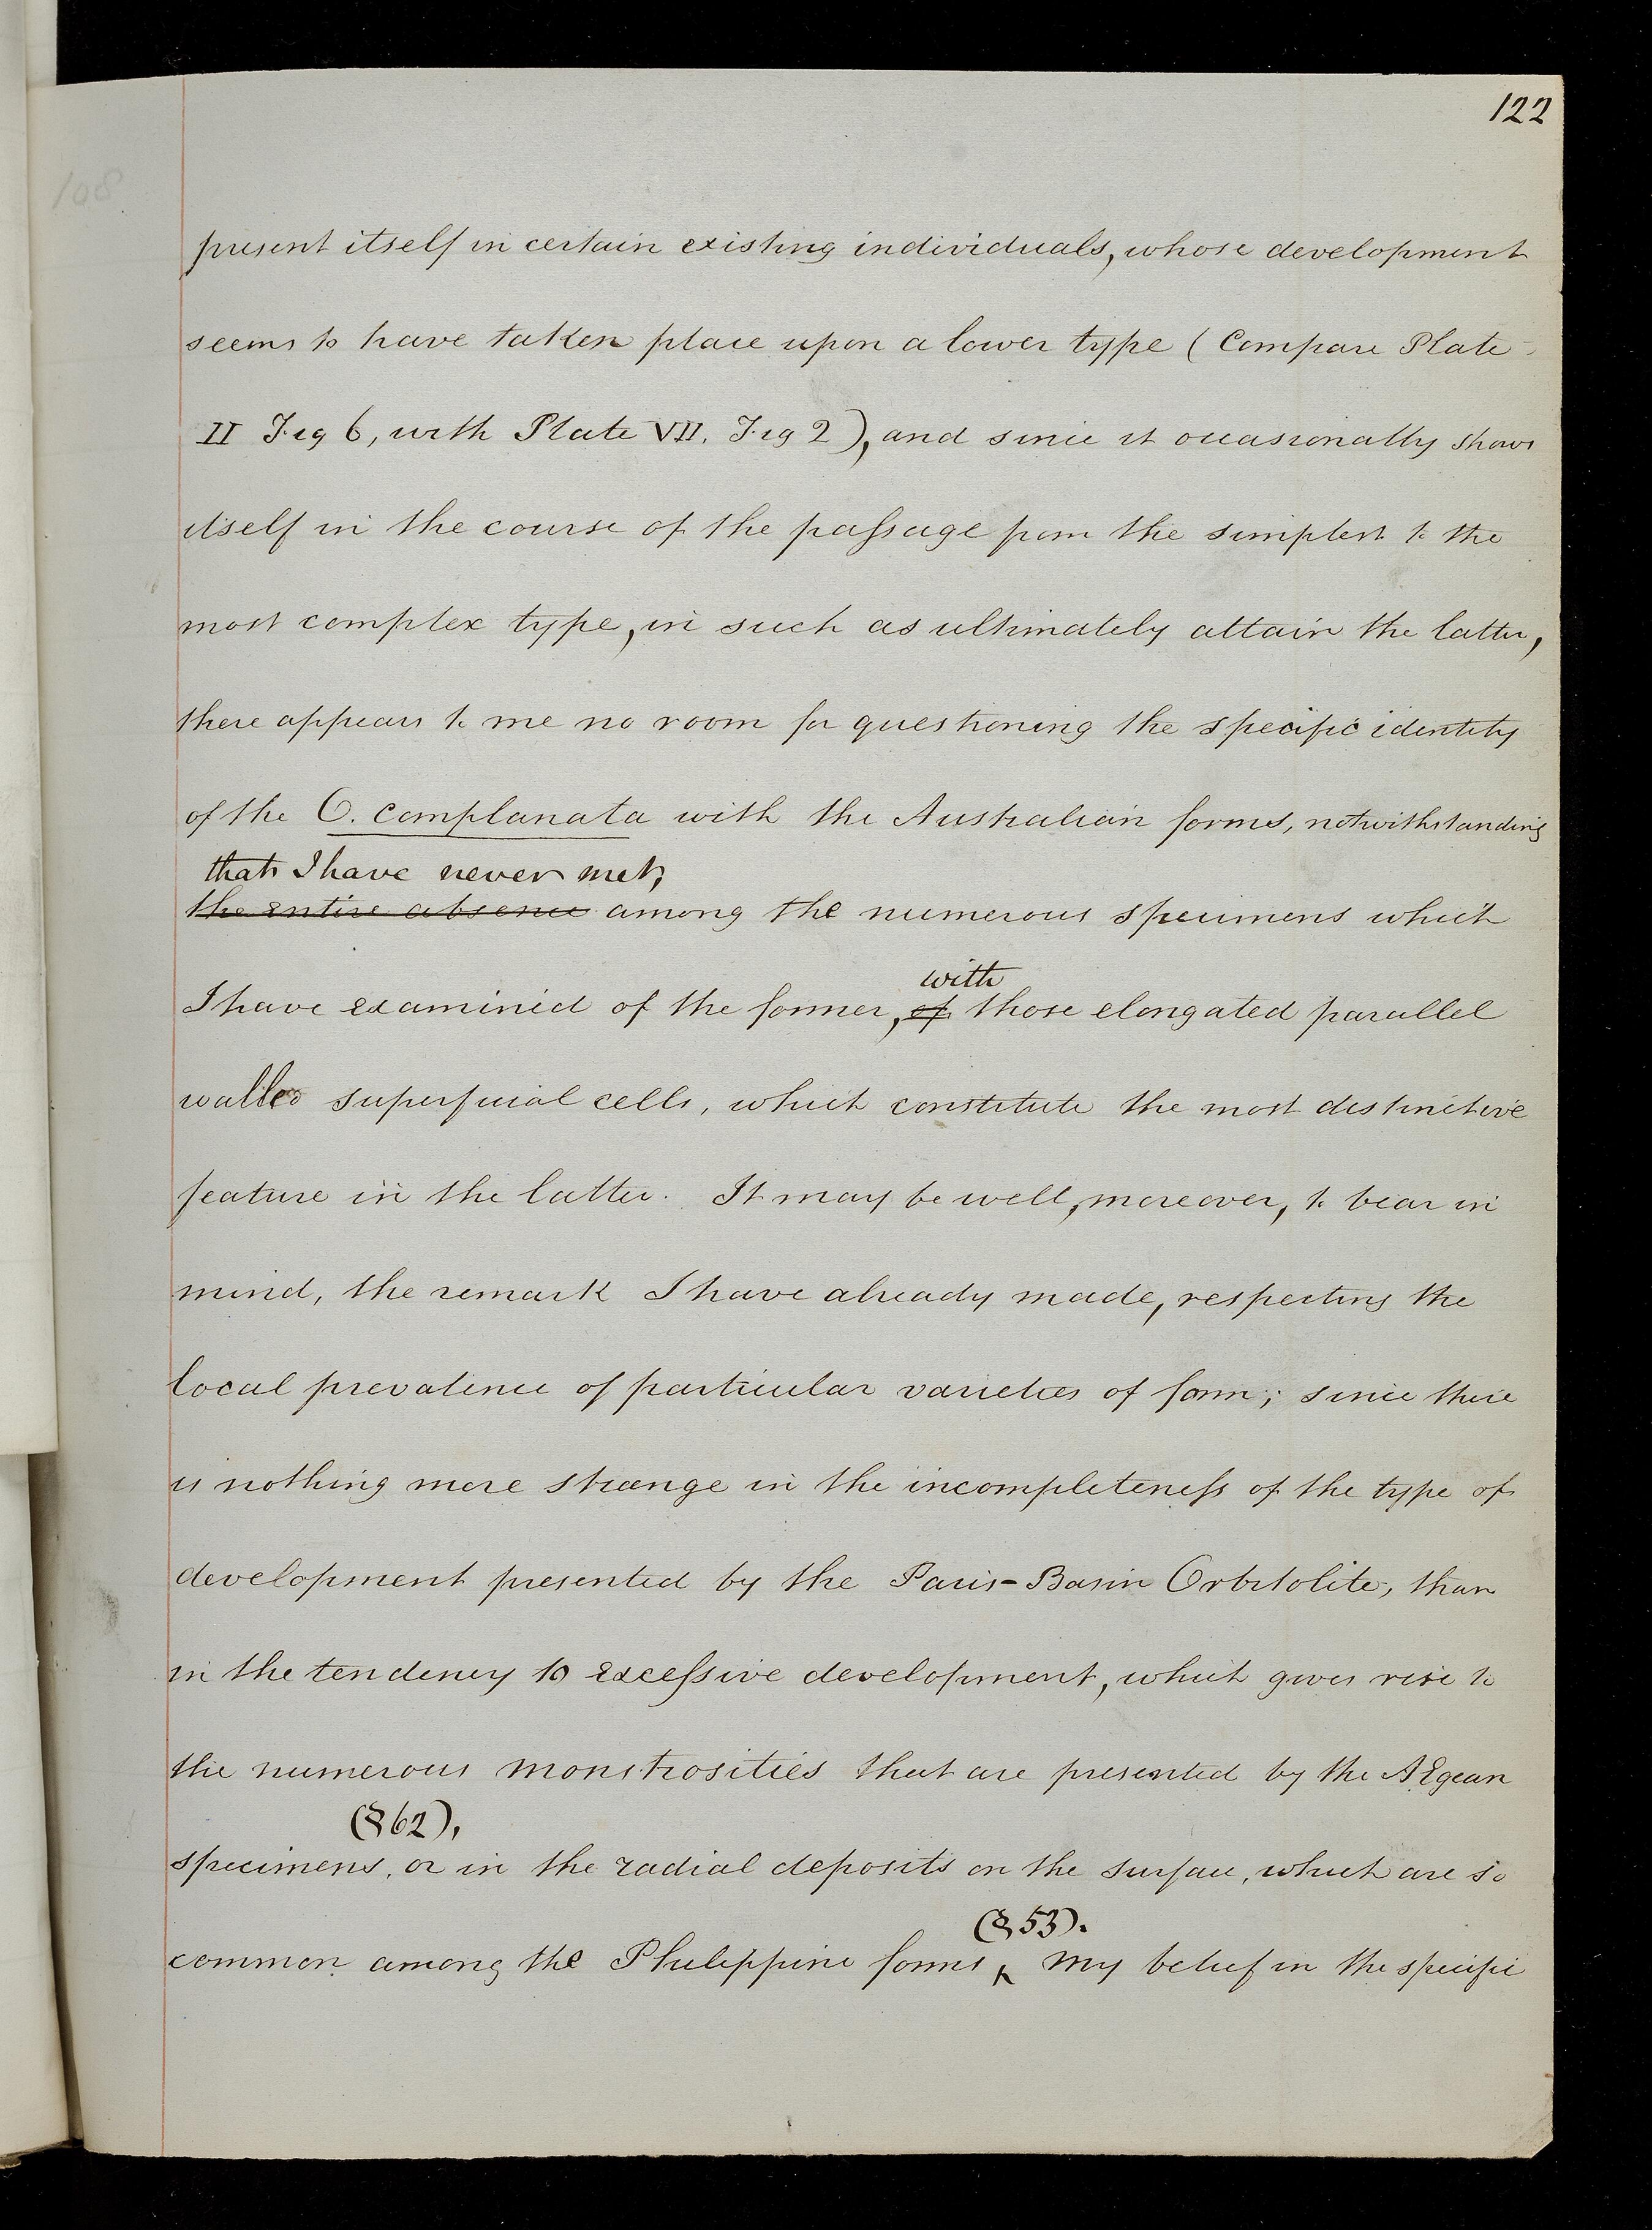 122
108
present itself in certain existing individuals, whose development
seems to have taken place upon a lower type (Compare Plate
II Fig 6, with Plate VII. Fig 2), and since it occasionally shows
itself in the course of the passage from the simplest to the
most complex type, in such as ultimately attain the latter,
there appears to me no room for questioning the specific identity
of the O. complanata with the Australian forms, notwithstanding
that I have never met,
the entire absence among the numerous specimens which
with
I have examinied of the former, of those elongated parallel
walled superficial cells, which constitute the most distinctive
feature in the latter. It may be well, moreover, to bear in
mind, the remark I have already made, respecting the
local prevalence of particular varieties of form; since there
is nothing more strange in the incompleteness of the type of
development presented by the Paris-Basin Orbitolite, than
in the tendency to excessive development, which gives rise to
the numerous monstrosities that are presented by the AEgean
(§ 62),
specimens, or in the radial deposits on the surface, which are so
(§ 53).
common among the Philippine forms ‸ My belief in the specific